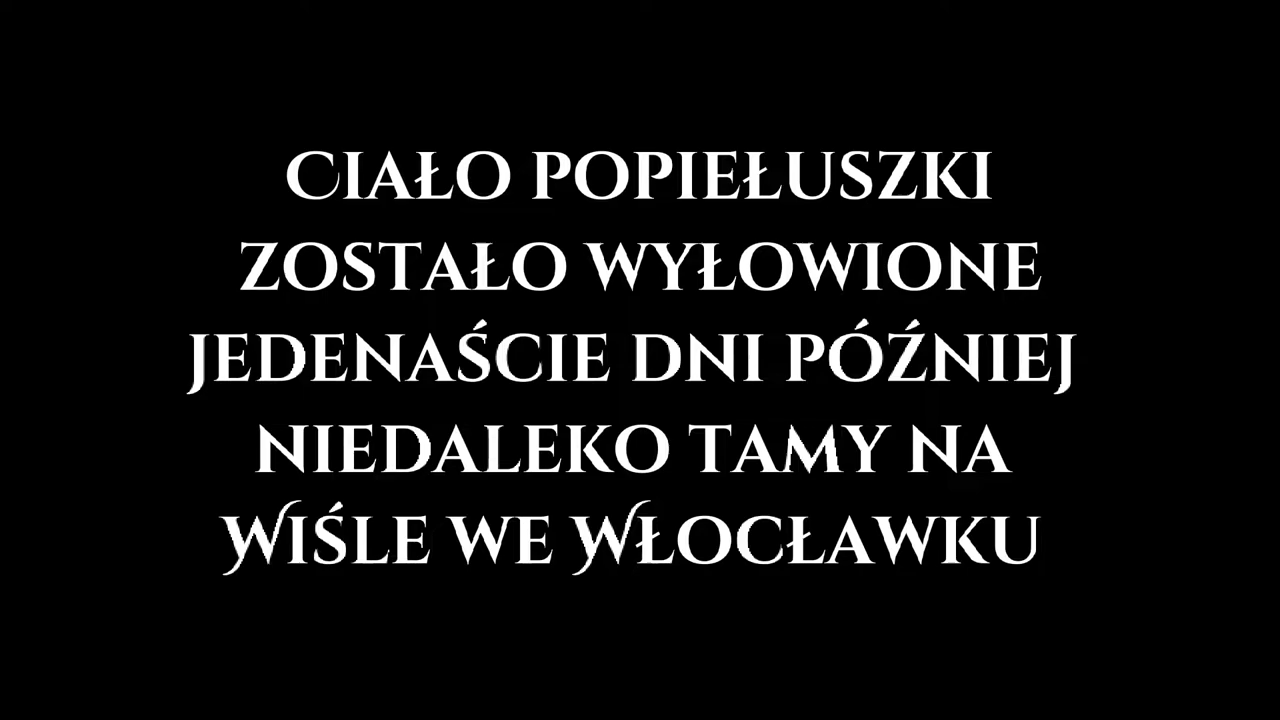 Ciało Popiełuszki
zostało wyłowione
jedenaście dni później
niedaleko tamy na
Wiśle we Włocławku